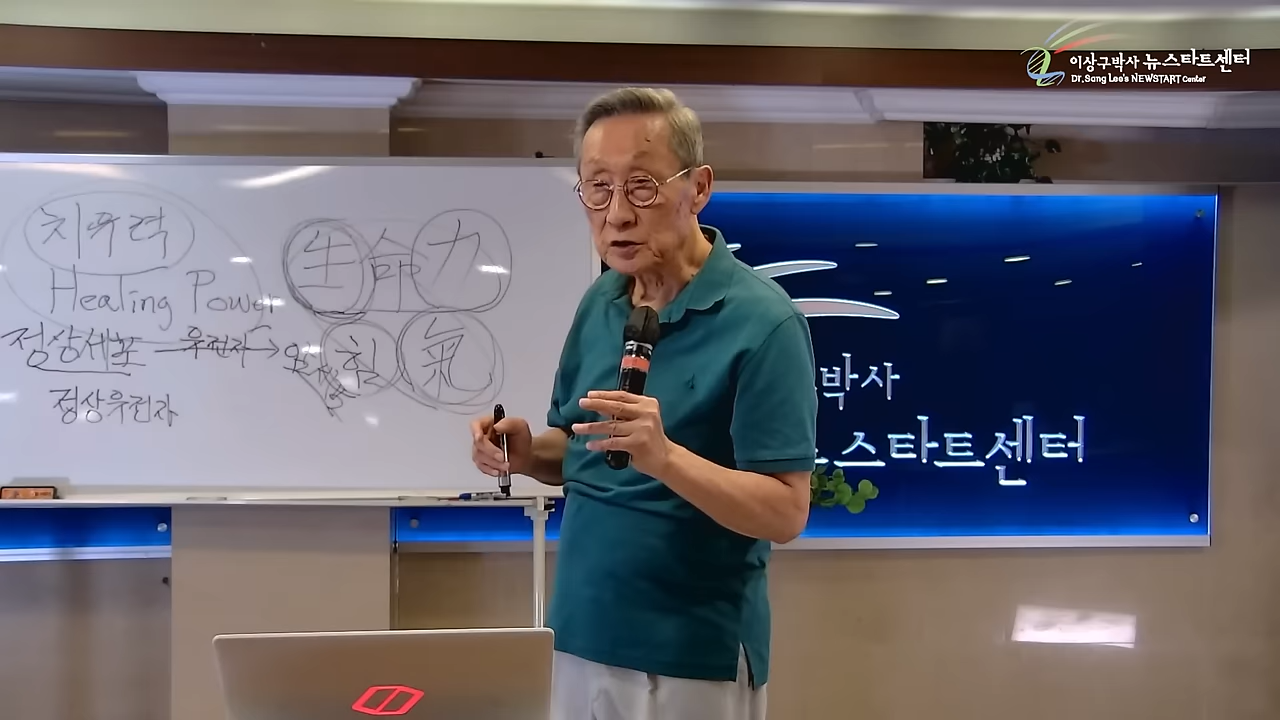 이상구박사 뉴스타트센터
Dr.Sang Lee's NEWSTART Center
치유력
Healing Power
정상세포 유전자
정상유전자
生命力
힘 氣
박사
스타트센터